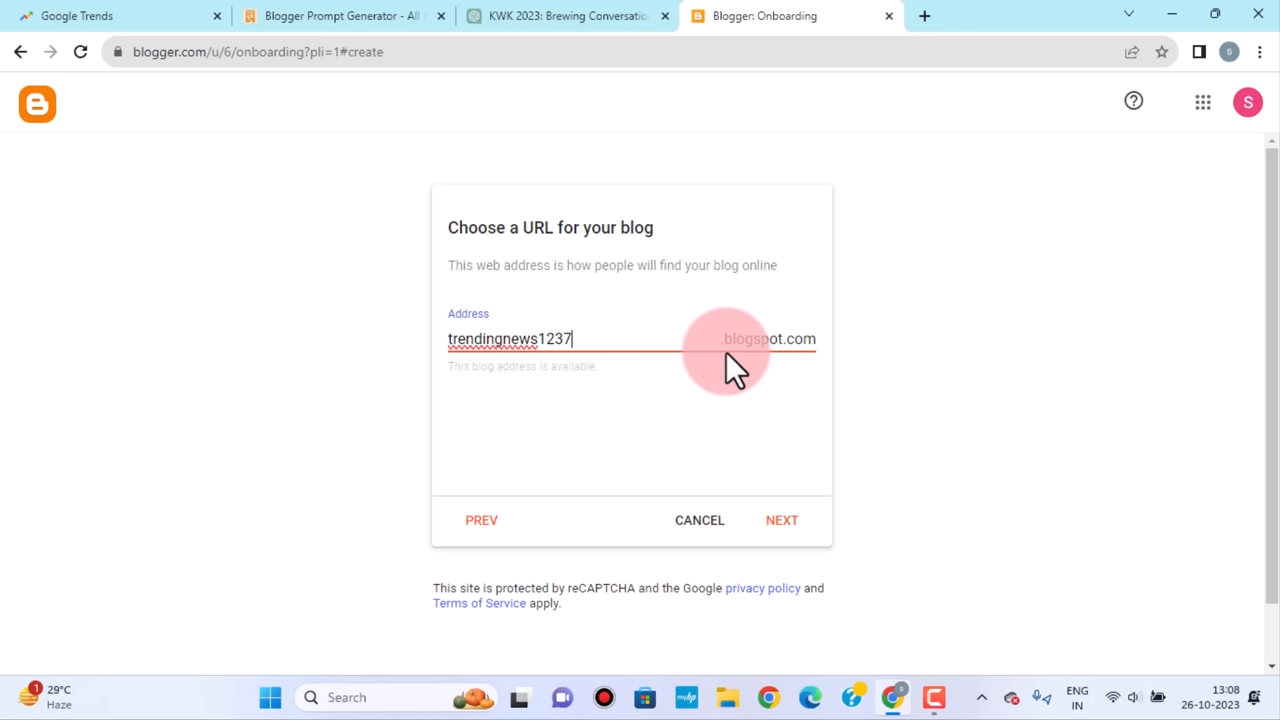 Google Trends
Blogger Prompt Generator - All
KWK 2023: Brewing Conversatio
Blogger: Onboarding
blogger.com/u/6/onboarding?pli=1#create
S
S
Choose a URL for your blog
This web address is how people will find your blog online
Address
trendingnews1237 .blogspot.com
This blog address is available.
PREV CANCEL NEXT
This site is protected by reCAPTCHA and the Google privacy policy and
Terms of Service apply.
1
29°C
Haze
Search
myhp
S
ENG
IN
13:08
26-10-2023